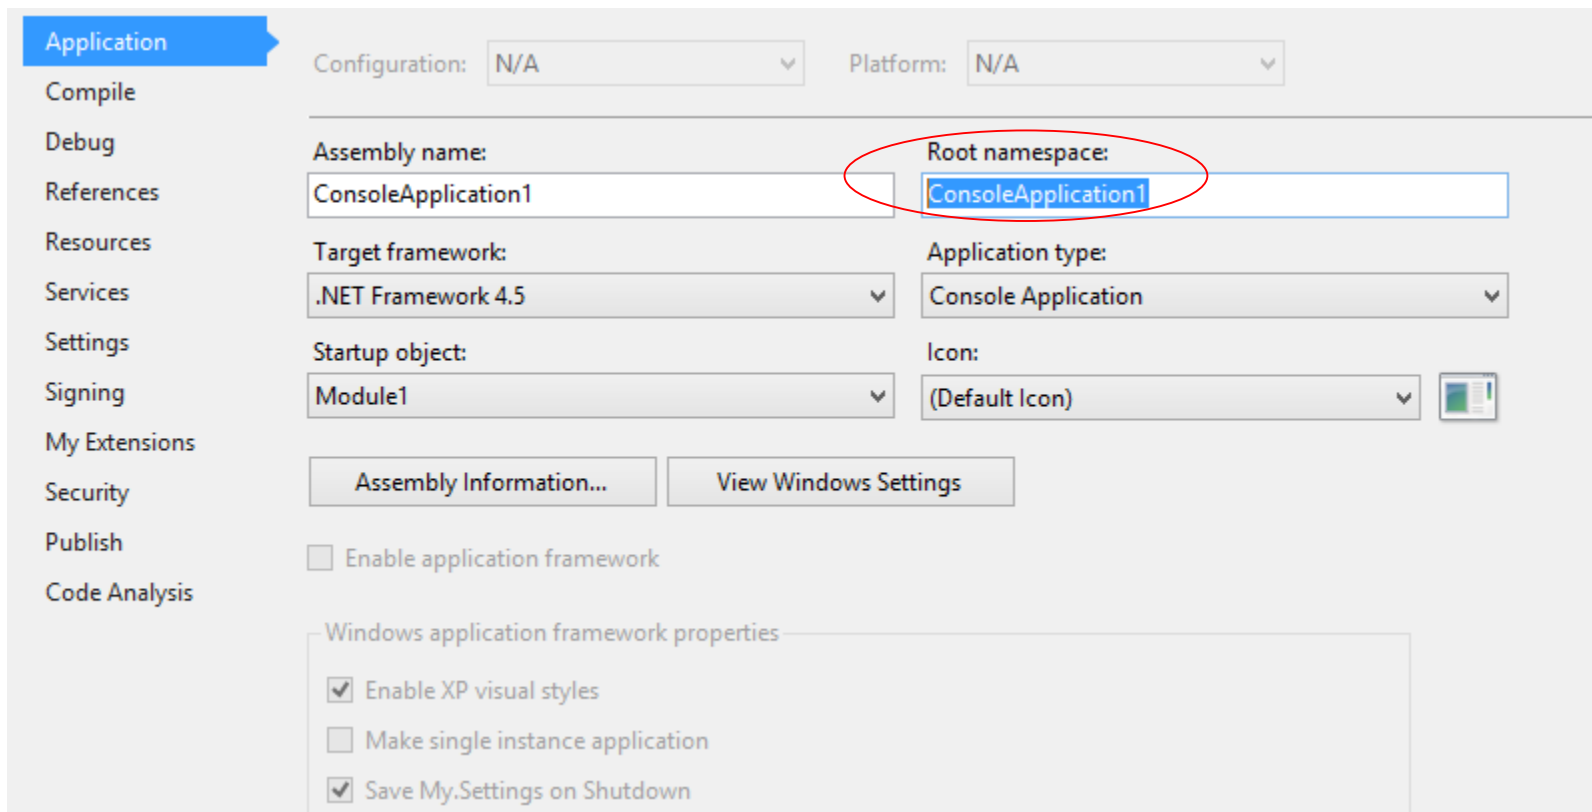 Application
Compile
Debug
References
Resources
Services
Settings
Signing
My Extensions
Security
Publish
Code Analysis
Configuration: N/A Platform: N/A
Assembly name: Root namespace:
ConsoleApplication1 ConsoleApplication1
Target framework: Application type:
.NET Framework 4.5 Console Application
Startup object: Icon:
Module1 (Default Icon)
Assembly Information... View Windows Settings
Enable application framework
Windows application framework properties
Enable XP visual styles
Make single instance application
Save My.Settings on Shutdown